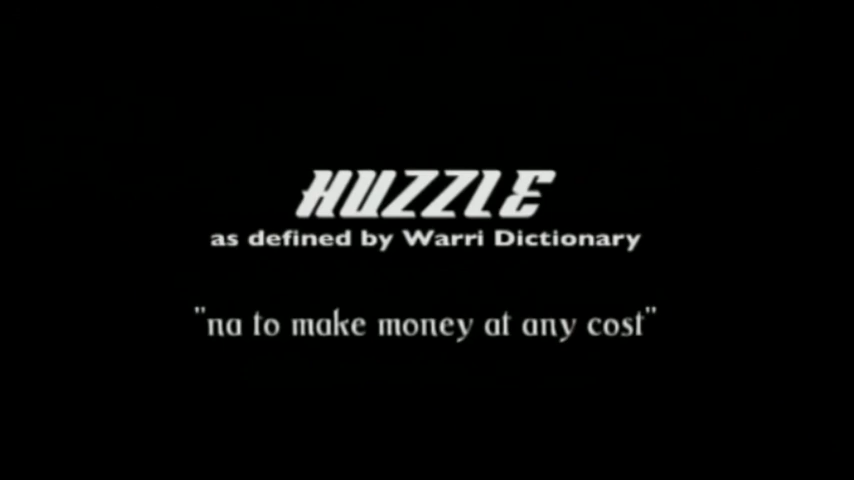 HUZZLE
as defined by Warri Dictionary
"na to make money at any cost"